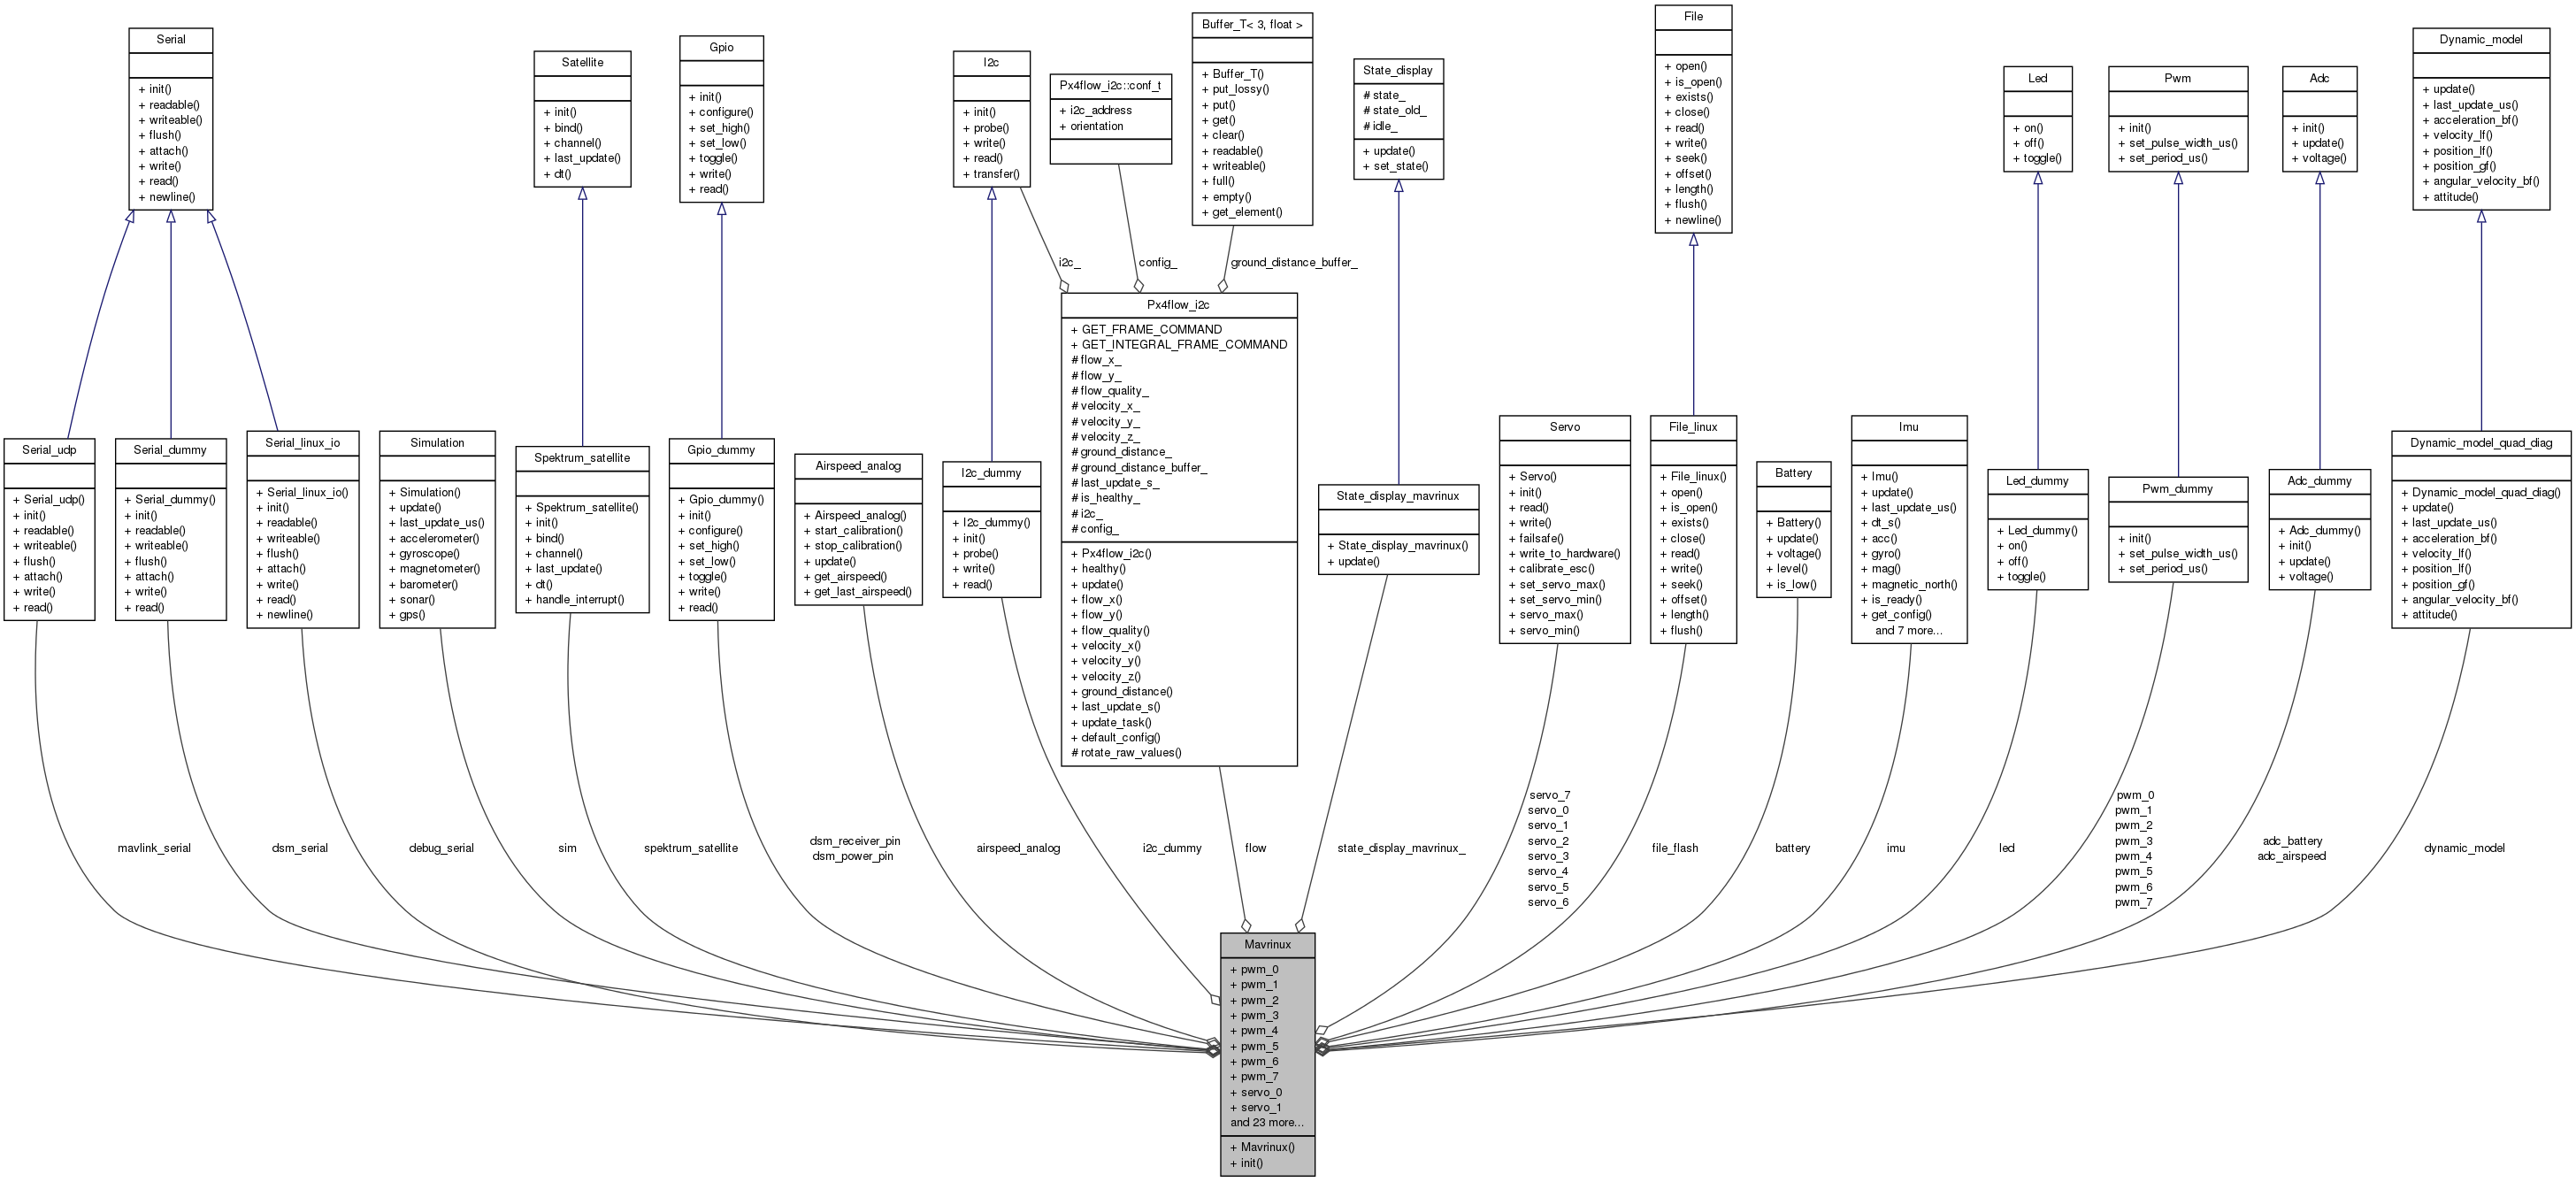 Serial
+ init()
+ readable()
+ writeable()
+ flush()
+ attach()
+ write()
+ read()
+ newline()
Satellite
+ init()
+ bind()
+ channel()
+ last_update()
+ dt()
Gpio
+ init()
+ configure()
+ set_high()
+ set_low()
+ toggle()
+ write()
+ read()
I2c
+ init()
+ probe()
+ write()
+ read()
+ transfer()
Px4flow_i2c::conf_t
+ i2c_address
+ orientation
Buffer_T< 3, float >
+ Buffer_T()
+ put_lossy()
+ put()
+ get()
+ clear()
+ readable()
+ writeable()
+ full()
+ empty()
+ get_element()
State_display
# state_
# state_old_
# idle_
+ update()
+ set_state()
File
+ open()
+ is_open()
+ exists()
+ close()
+ read()
+ write()
+ seek()
+ offset()
+ length()
+ flush()
+ newline()
Led
+ on()
+ off()
+ toggle()
Pwm
+ init()
+ set_pulse_width_us()
+ set_period_us()
Adc
+ init()
+ update()
+ voltage()
Dynamic_model
+ update()
+ last_update_us()
+ acceleration_bf()
+ velocity_lf()
+ position_lf()
+ position_gf()
+ angular_velocity_bf()
+ attitude()
i2c_
config_
ground_distance_buffer_
Serial_udp
+ Serial_udp()
+ init()
+ readable()
+ writeable()
+ flush()
+ attach()
+ write()
+ read()
Serial_dummy
+ Serial_dummy()
+ init()
+ readable()
+ writeable()
+ flush()
+ attach()
+ write()
+ read()
Serial_linux_io
+ Serial_linux_io()
+ init()
+ readable()
+ writeable()
+ flush()
+ attach()
+ write()
+ read()
+ newline()
Simulation
+ Simulation()
+ update()
+ last_update_us()
+ accelerometer()
+ gyroscope()
+ magnetometer()
+ barometer()
+ sonar()
+ gps()
Spektrum_satellite
+ Spektrum_satellite()
+ init()
+ bind()
+ channel()
+ last_update()
+ dt()
+ handle_interrupt()
Gpio_dummy
+ Gpio_dummy()
+ init()
+ configure()
+ set_high()
+ set_low()
+ toggle()
+ write()
+ read()
Airspeed_analog
+ Airspeed_analog()
+ start_calibration()
+ stop_calibration()
+ update()
+ get_airspeed()
+ get_last_airspeed()
I2c_dummy
+ I2c_dummy()
+ init()
+ probe()
+ write()
+ read()
Px4flow_i2c
+ GET_FRAME_COMMAND
+ GET_INTEGRAL_FRAME_COMMAND
# flow_x_
# flow_y_
# flow_quality_
# velocity_x_
# velocity_y_
# velocity_z_
# ground_distance_
# ground_distance_buffer_
# last_update_s_
# is_healthy_
# i2c_
# config_
+ Px4flow_i2c()
+ healthy()
+ update()
+ flow_x()
+ flow_y()
+ flow_quality()
+ velocity_x()
+ velocity_y()
+ velocity_z()
+ ground_distance()
+ last_update_s()
+ update_task()
+ default_config()
# rotate_raw_values()
State_display_mavrinux
+ State_display_mavrinux()
+ update()
Servo
+ Servo()
+ init()
+ read()
+ write()
+ failsafe()
+ write_to_hardware()
+ calibrate_esc()
+ set_servo_max()
+ set_servo_min()
+ servo_max()
+ servo_min()
File_linux
+ File_linux()
+ open()
+ is_open()
+ exists()
+ close()
+ read()
+ write()
+ seek()
+ offset()
+ length()
+ flush()
Battery
+ Battery()
+ update()
+ voltage()
+ level()
+ is_low()
Imu
+ Imu()
+ update()
+ last_update_us()
+ dt_s()
+ acc()
+ gyro()
+ mag()
+ magnetic_north()
+ is_ready()
+ get_config()
and 7 more...
Led_dummy
+ Led_dummy()
+ on()
+ off()
+ toggle()
Pwm_dummy
+ init()
+ set_pulse_width_us()
+ set_period_us()
Adc_dummy
+ Adc_dummy()
+ init()
+ update()
+ voltage()
Dynamic_model_quad_diag
+ Dynamic_model_quad_diag()
+ update()
+ last_update_us()
+ acceleration_bf()
+ velocity_lf()
+ position_lf()
+ position_gf()
+ angular_velocity_bf()
+ attitude()
mavlink_serial
dsm_serial
debug_serial
sim
spektrum_satellite
dsm_receiver_pin
dsm_power_pin
airspeed_analog
i2c_dummy
flow
state_display_mavrinux_
servo_7
servo_0
servo_1
servo_2
servo_3
servo_4
servo_5
servo_6
file_flash
battery
imu
led
pwm_0
pwm_1
pwm_2
pwm_3
pwm_4
pwm_5
pwm_6
pwm_7
adc_battery
adc_airspeed
dynamic_model
Mavrinux
+ pwm_0
+ pwm_1
+ pwm_2
+ pwm_3
+ pwm_4
+ pwm_5
+ pwm_6
+ pwm_7
+ servo_0
+ servo_1
and 23 more...
+ Mavrinux()
+ init()